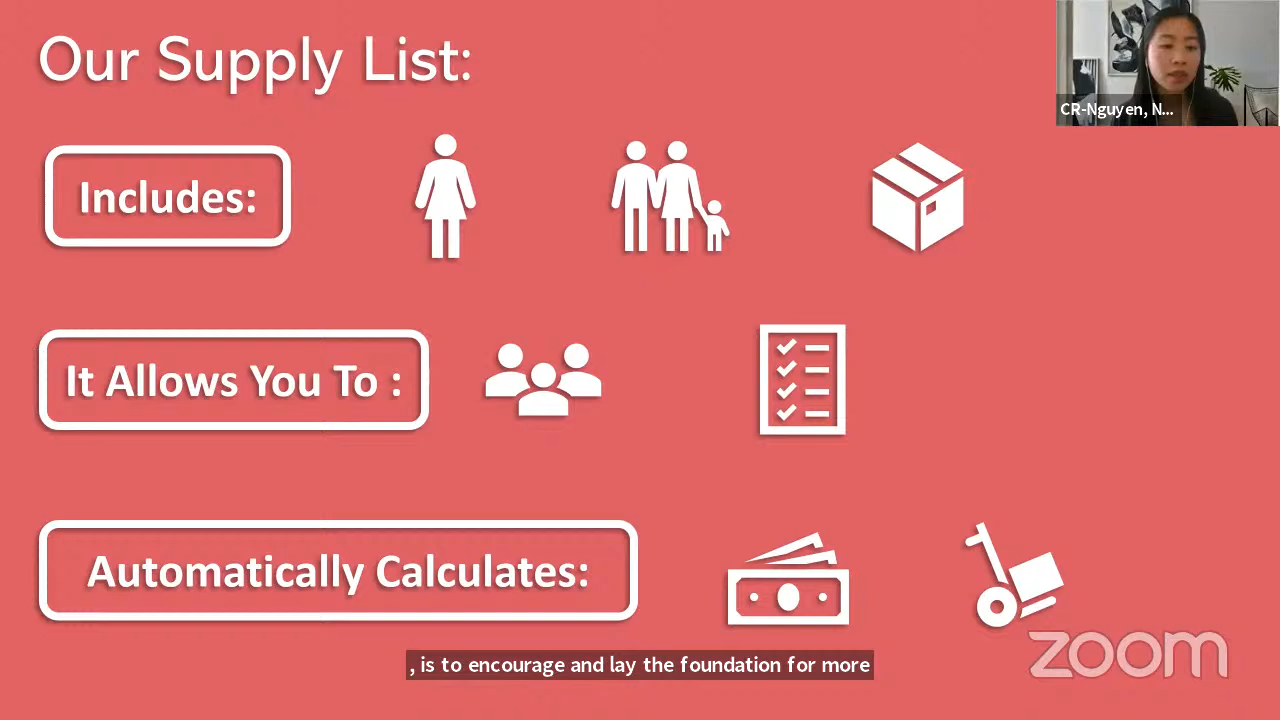 Our Supply List:
CR-Nguyen, N...
Includes:
It Allows You To :
Automatically Calculates:
, is to encourage and lay the foundation for more
zoom